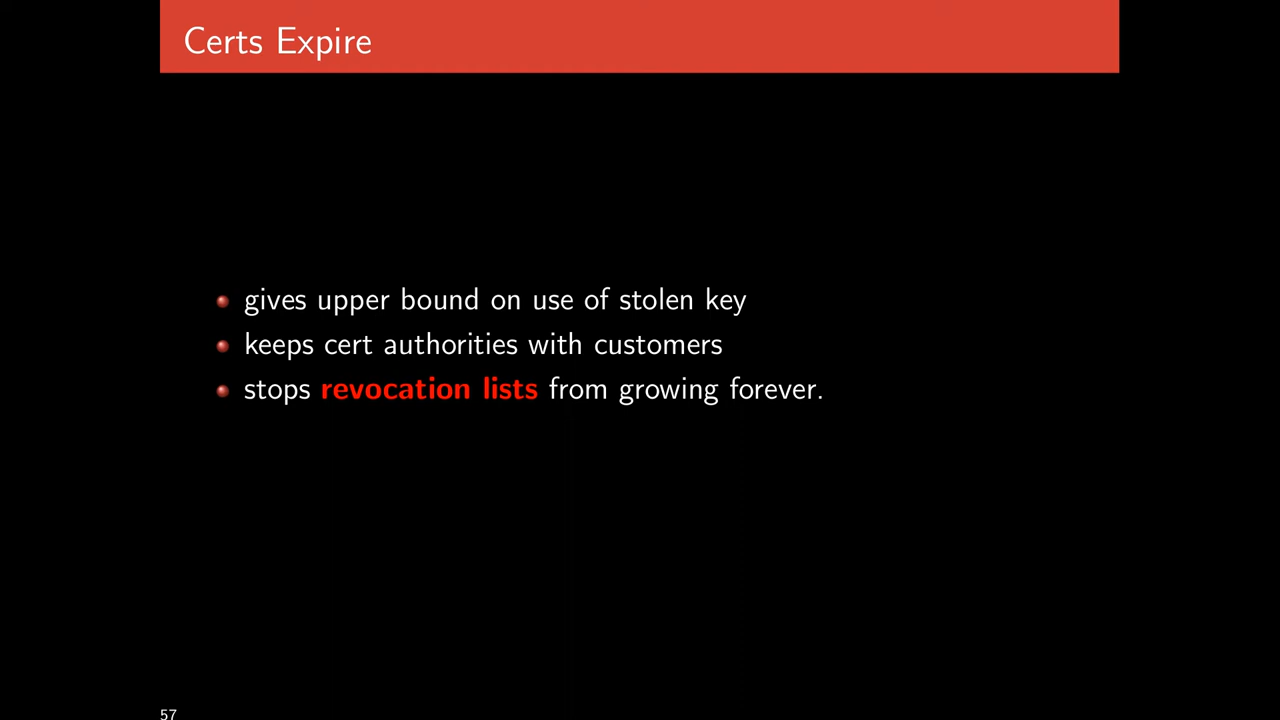 Certs Expire
gives upper bound on use of stolen key
keeps cert authorities with customers
stops revocation lists from growing forever.
57